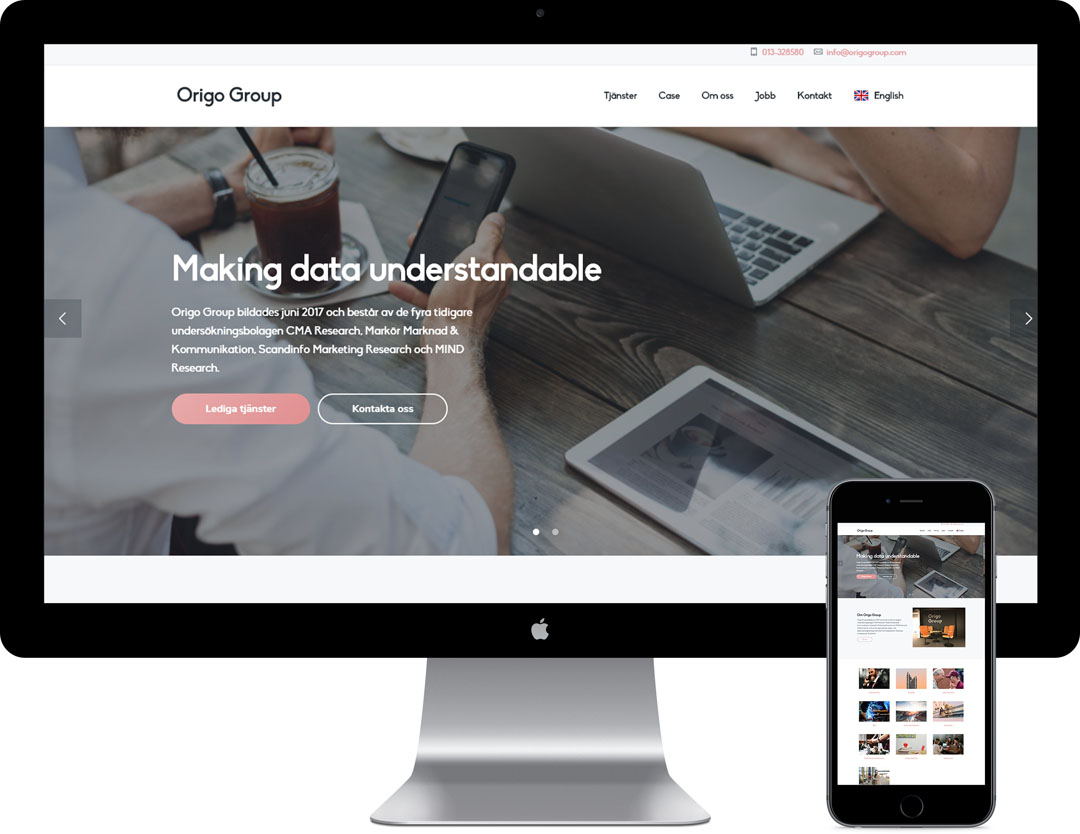 013-328580 info@origogroup.com
Origo Group
Tjänster Case Om oss Jobb Kontakt English
Making data understandable
Origo Group bildades juni 2017 och består av de fyra tidigare
undersökningsbolagen CMA Research, Markör Marknad &
Kommunikation, Scandinfo Marketing Research och MIND
Research.
Lediga tjänster Kontakta oss
Origo Group
Making data understandable
Om Origo Group
Origo
Group